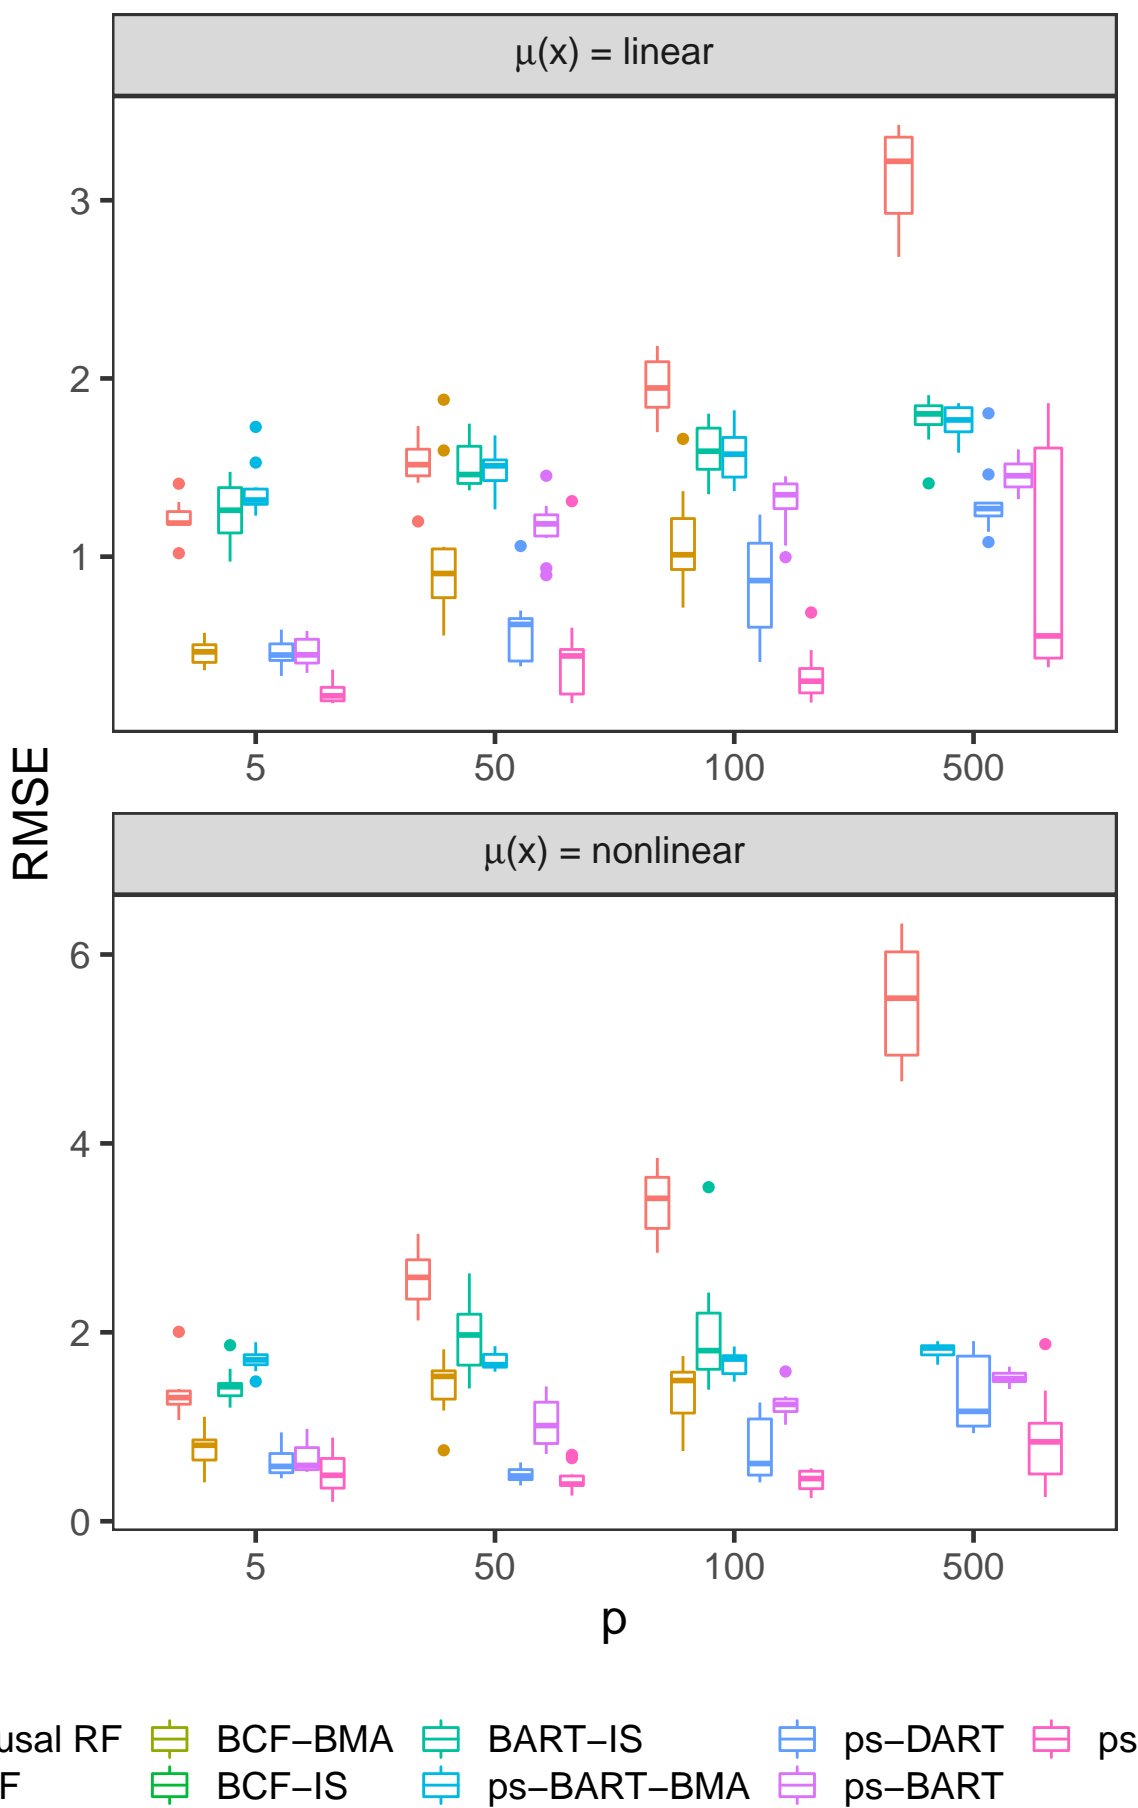 μ(x) = linear
3
2
1
5 50 100 500
RMSE
μ(x) = nonlinear
6
4
2
0
5 50 100 500
p
usal RF BCF−BMA BART−IS ps−DART ps
F BCF−IS ps−BART−BMA ps−BART